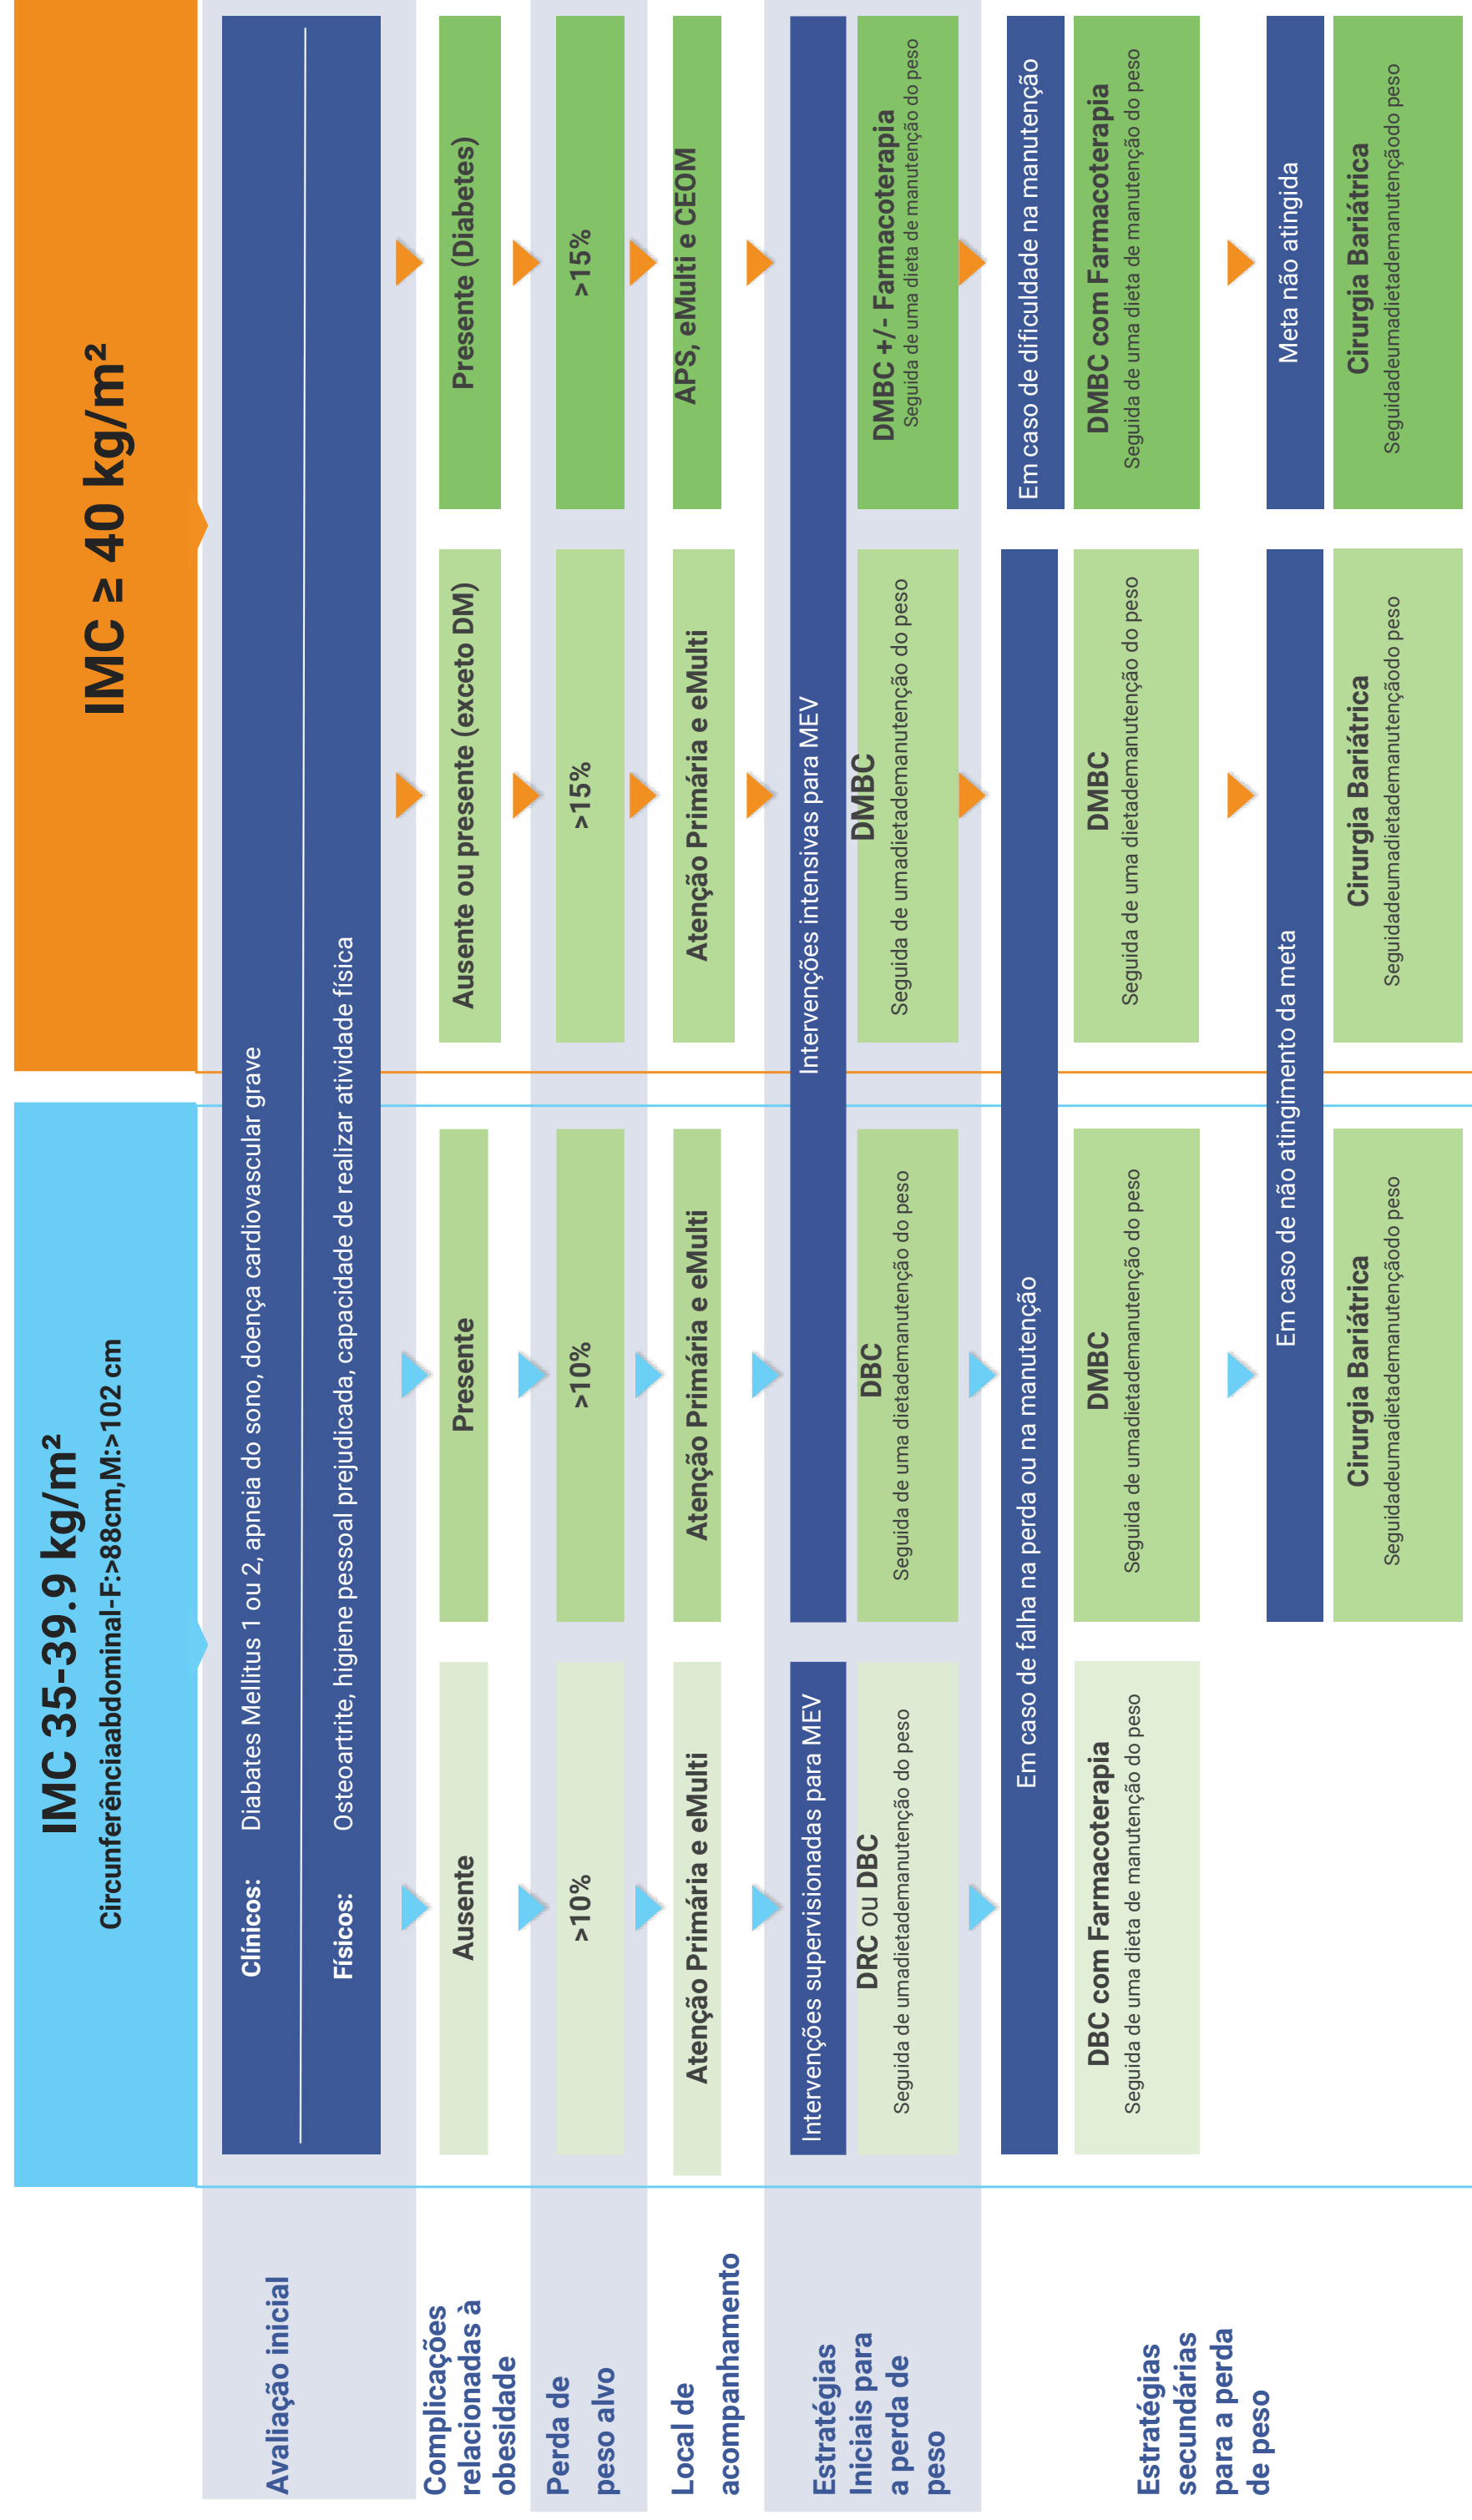 IMC 35-39.9 kg/m²
Circunferênciaabdominal-F:>88cm,M:>102 cm
IMC ≥ 40 kg/m²
Avaliação inicial
Clínicos: Diabates Mellitus 1 ou 2, apneia do sono, doença cardiovascular grave
Físicos: Osteoartrite, higiene pessoal prejudicada, capacidade de realizar atividade física
Complicações
relacionadas à
obesidade
Ausente
Presente
Ausente ou presente (exceto DM)
Presente (Diabetes)
Perda de
peso alvo
>10%
>10%
>15%
>15%
Local de
acompanhamento
Atenção Primária e eMulti
Atenção Primária e eMulti
Atenção Primária e eMulti
APS, eMulti e CEOM
Estratégias
Iniciais para
a perda de
peso
Intervenções supervisionadas para MEV
Intervenções intensivas para MEV
DRC ou DBC
Seguida de umadietademanutenção do peso
DBC
Seguida de uma dietademanutenção do peso
DMBC
Seguida de umadietademanutenção do peso
DMBC +/- Farmacoterapia
Seguida de uma dieta de manutenção do peso
Estratégias
secundárias
para a perda
de peso
Em caso de falha na perda ou na manutenção
Em caso de dificuldade na manutenção
DBC com Farmacoterapia
Seguida de uma dieta de manutenção do peso
DMBC
Seguida de umadietademanutenção do peso
DMBC
Seguida de uma dietademanutenção do peso
DMBC com Farmacoterapia
Seguida de uma dieta de manutenção do peso
Em caso de não atingimento da meta
Meta não atingida
Cirurgia Bariátrica
Seguidadeumadietademanutençãodo peso
Cirurgia Bariátrica
Seguidadeumadietademanutençãodo peso
Cirurgia Bariátrica
Seguidadeumadietademanutençãodo peso